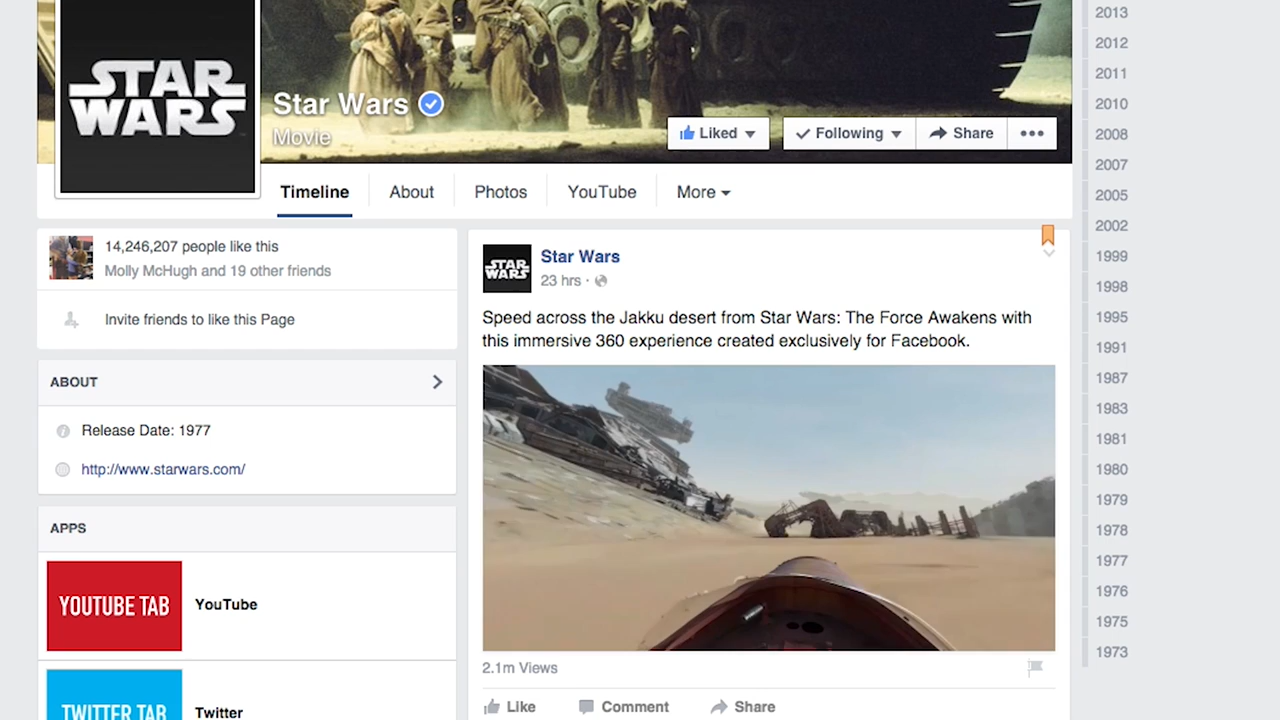 STAR
WARS
Star Wars
Movie
Liked
Following
Share
Timeline
About
Photos
YouTube
More
14,246,207 people like this
Molly McHugh and 19 other friends
Invite friends to like this Page
ABOUT
Release Date: 1977
http://www.starwars.com/
APPS
YOUTUBE TAB
YouTube
TWITTER TAB
Twitter
STAR
WARS
Star Wars
23 hrs ·
Speed across the Jakku desert from Star Wars: The Force Awakens with
this immersive 360 experience created exclusively for Facebook.
2.1m Views
Like
Comment
Share
2013
2012
2011
2010
2008
2007
2005
2002
1999
1998
1995
1991
1987
1983
1981
1980
1979
1978
1977
1976
1975
1973